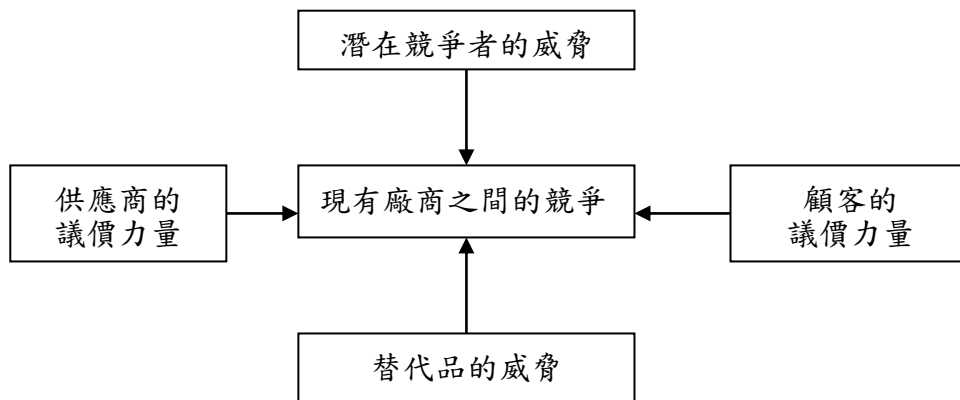 潛在競爭者的威脅
供應商的
議價力量
現有廠商之間的競爭
顧客的
議價力量
替代品的威脅